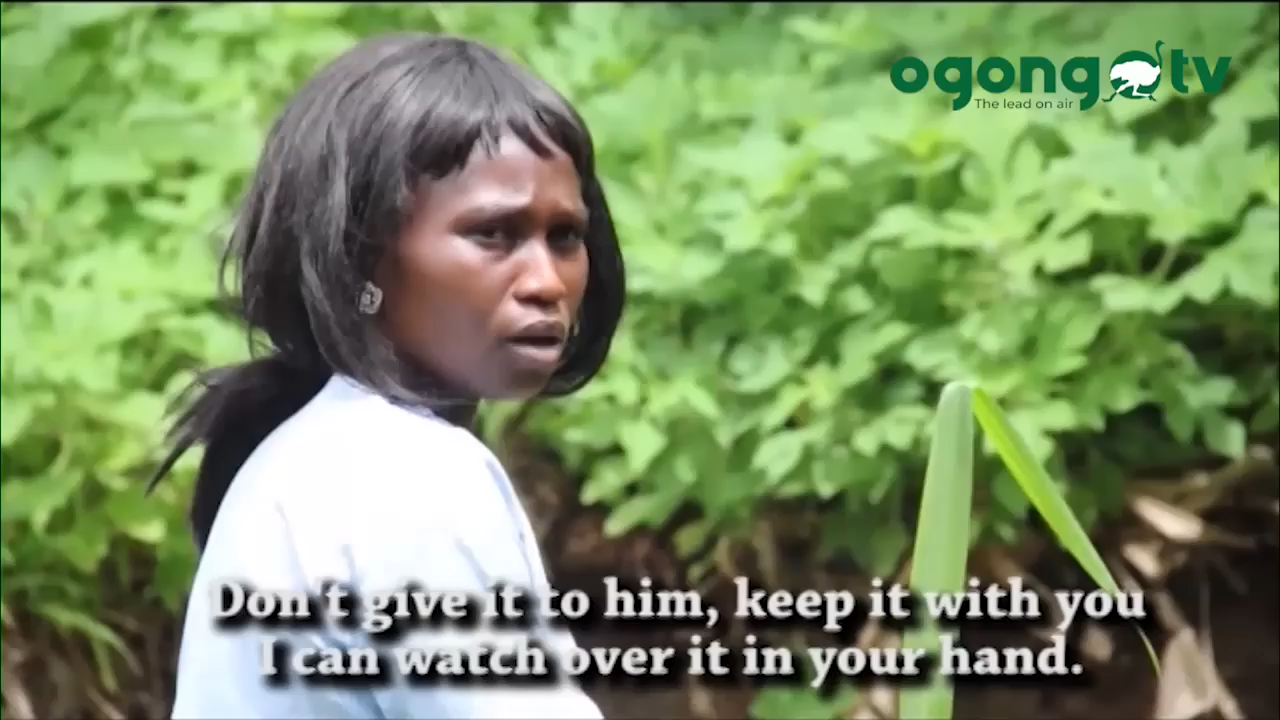 ogongo tv
The lead on air
Don't give it to him, keep it with you
I can watch over it in your hand.